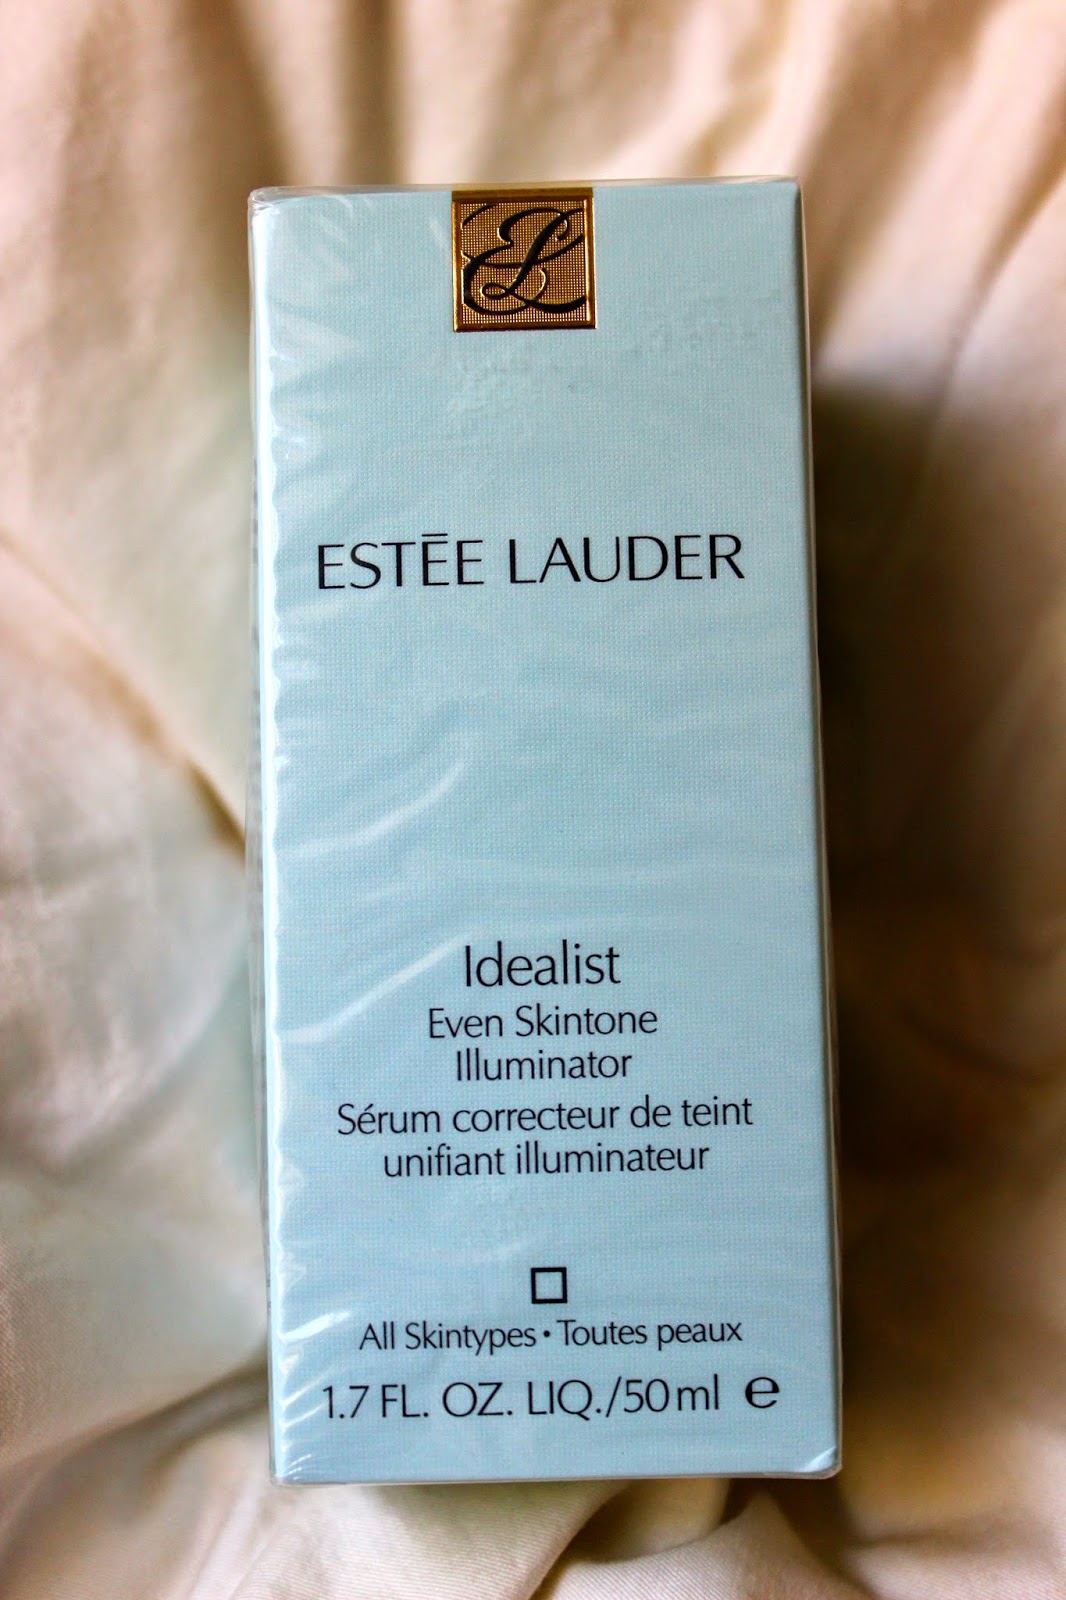 EL
ESTĒE LAUDER
Idealist
Even Skintone
Illuminator
Sérum correcteur de teint
unifiant illuminateur
All Skintypes • Toutes peaux
1.7 FL. OZ. LIQ./50 ml ℮